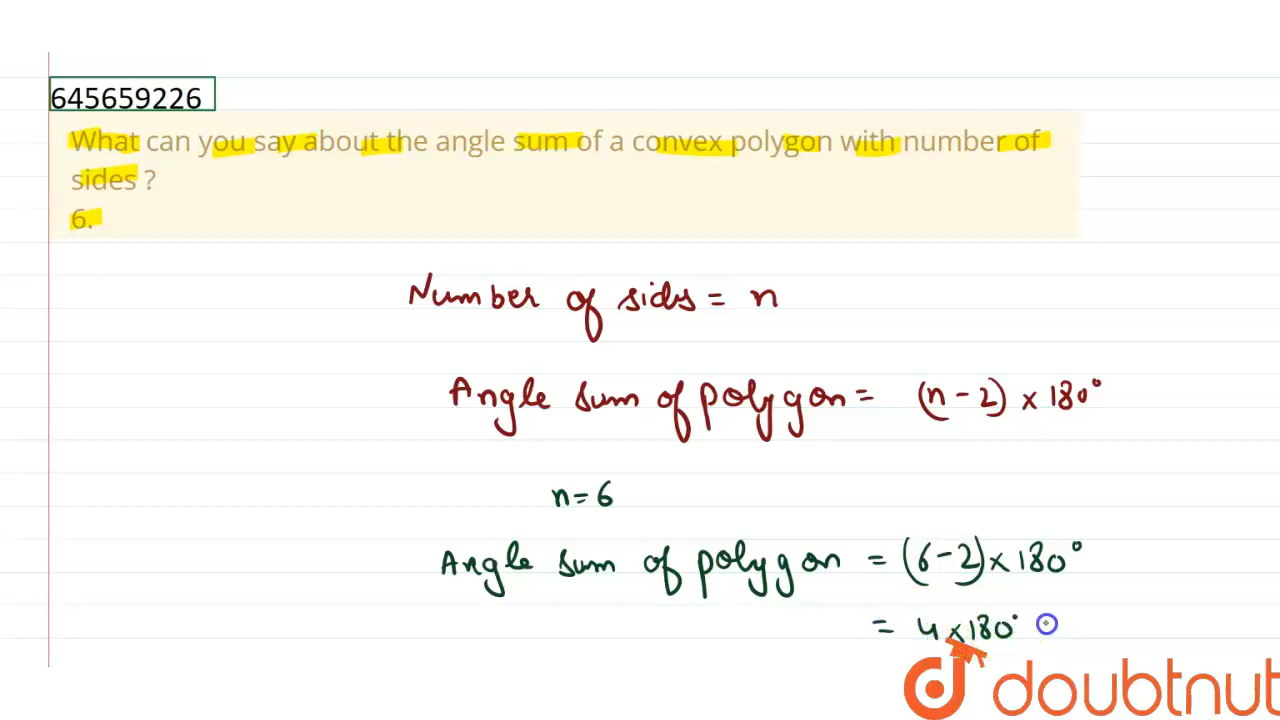 645659226
What can you say about the angle sum of a convex polygon with number of
sides ?
6.
Number of sides = n
Angle sum of polygon = (n - 2) × 180°
n = 6
Angle sum of polygon = (6 - 2) × 180°
= 4 × 180°
doubtnut